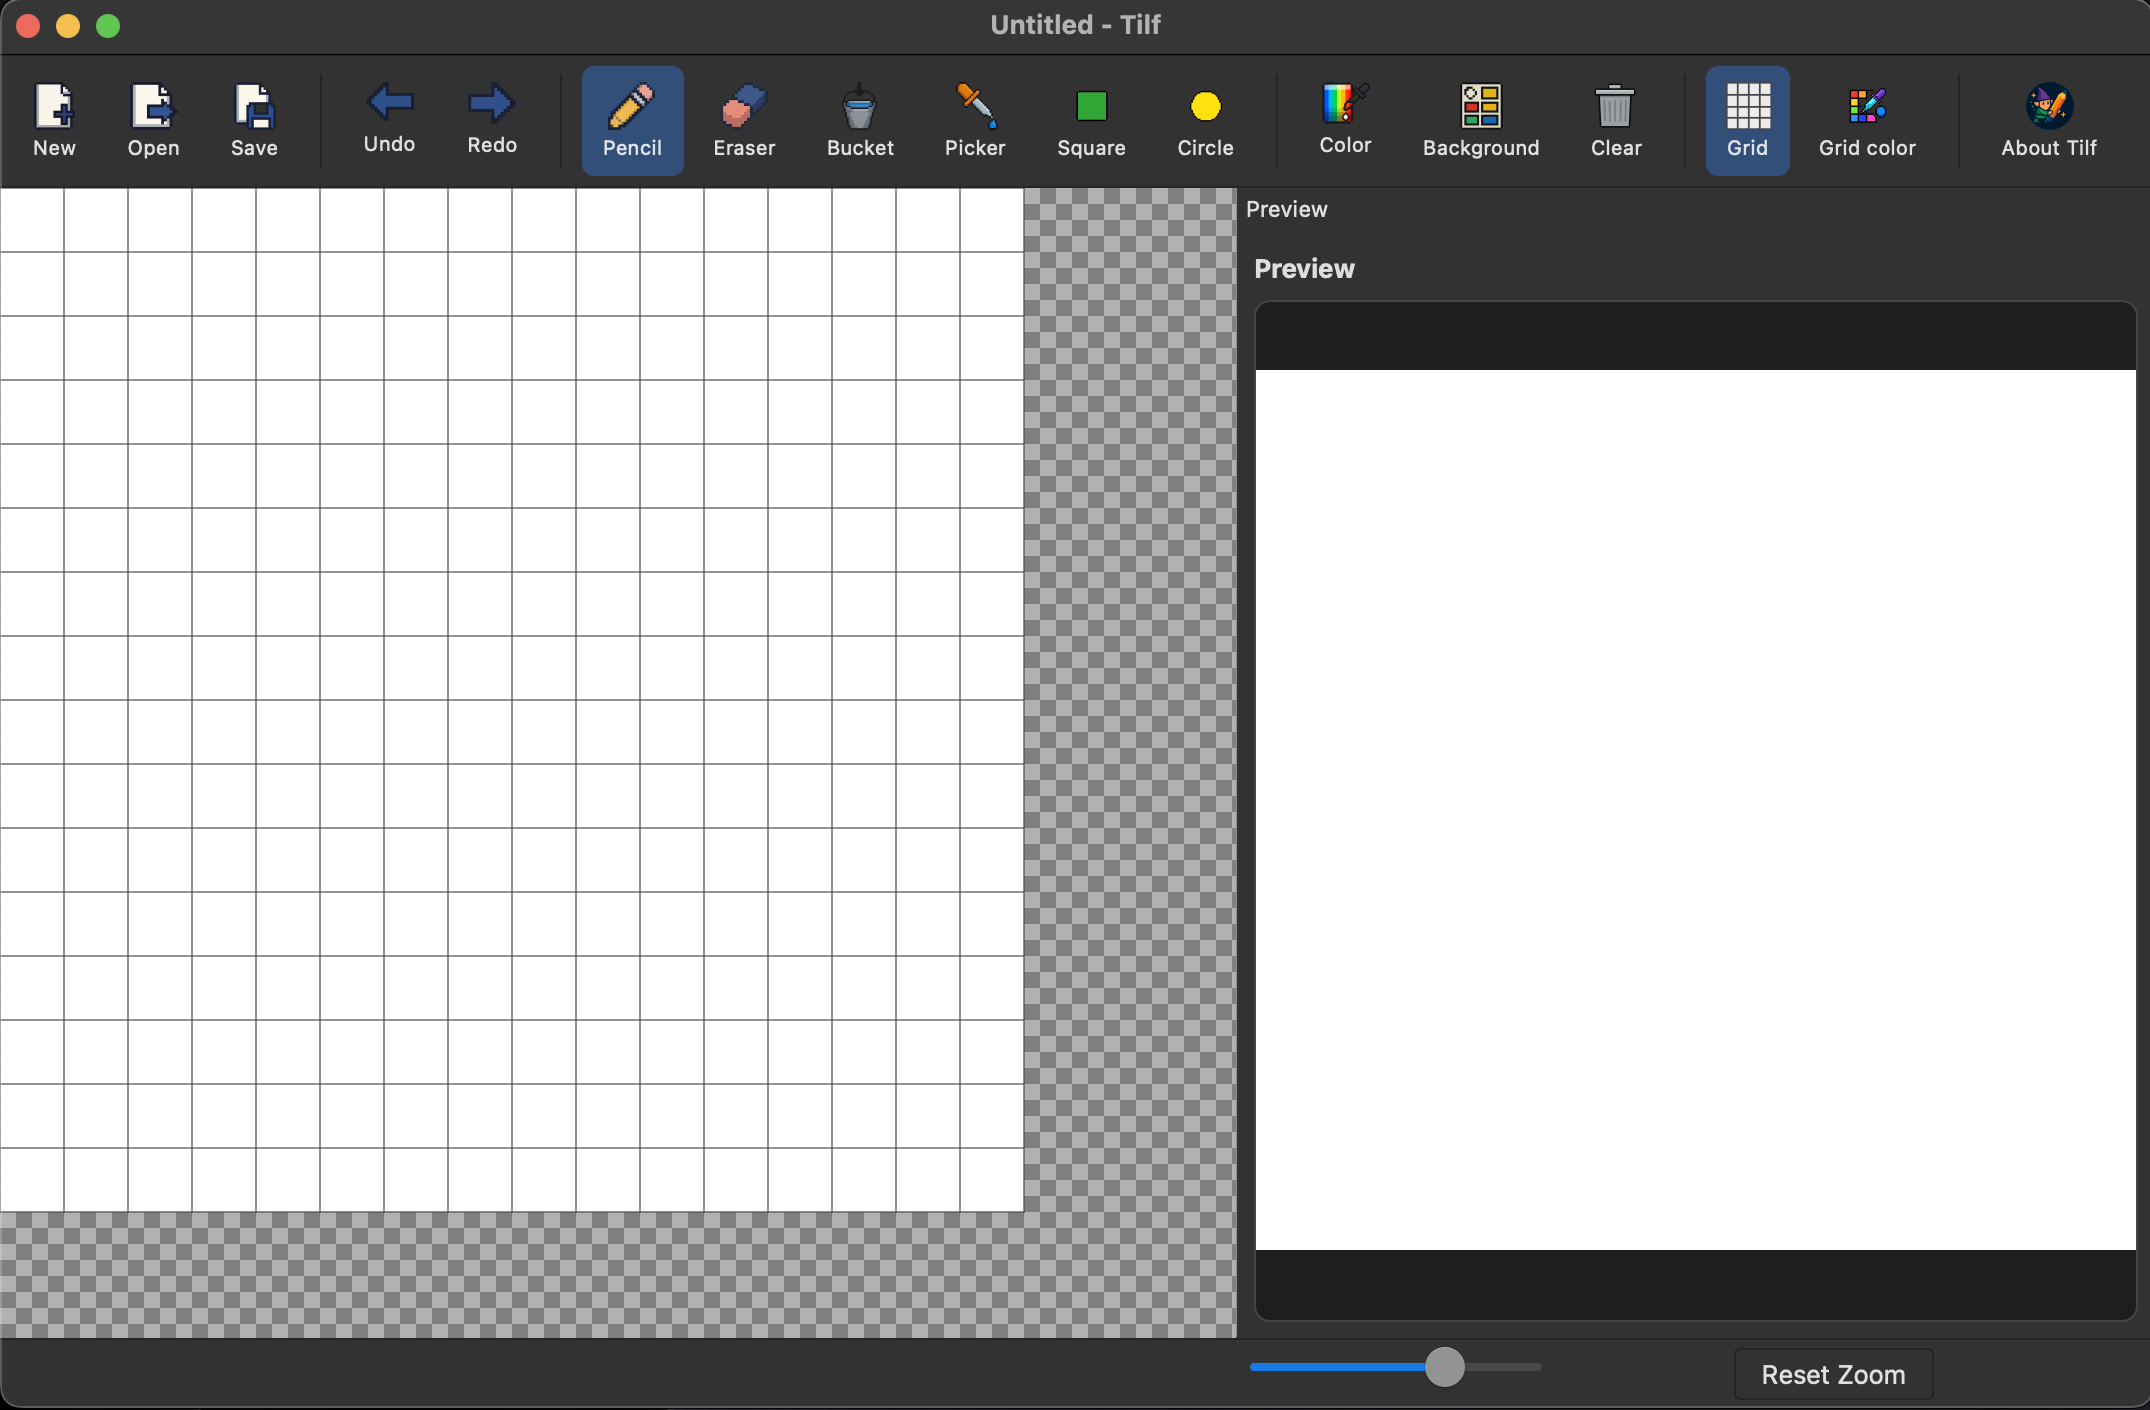 Untitled - Tilf
New Open Save Undo Redo Pencil Eraser Bucket Picker Square Circle Color Background Clear Grid Grid color About Tilf
Preview
Preview
Reset Zoom